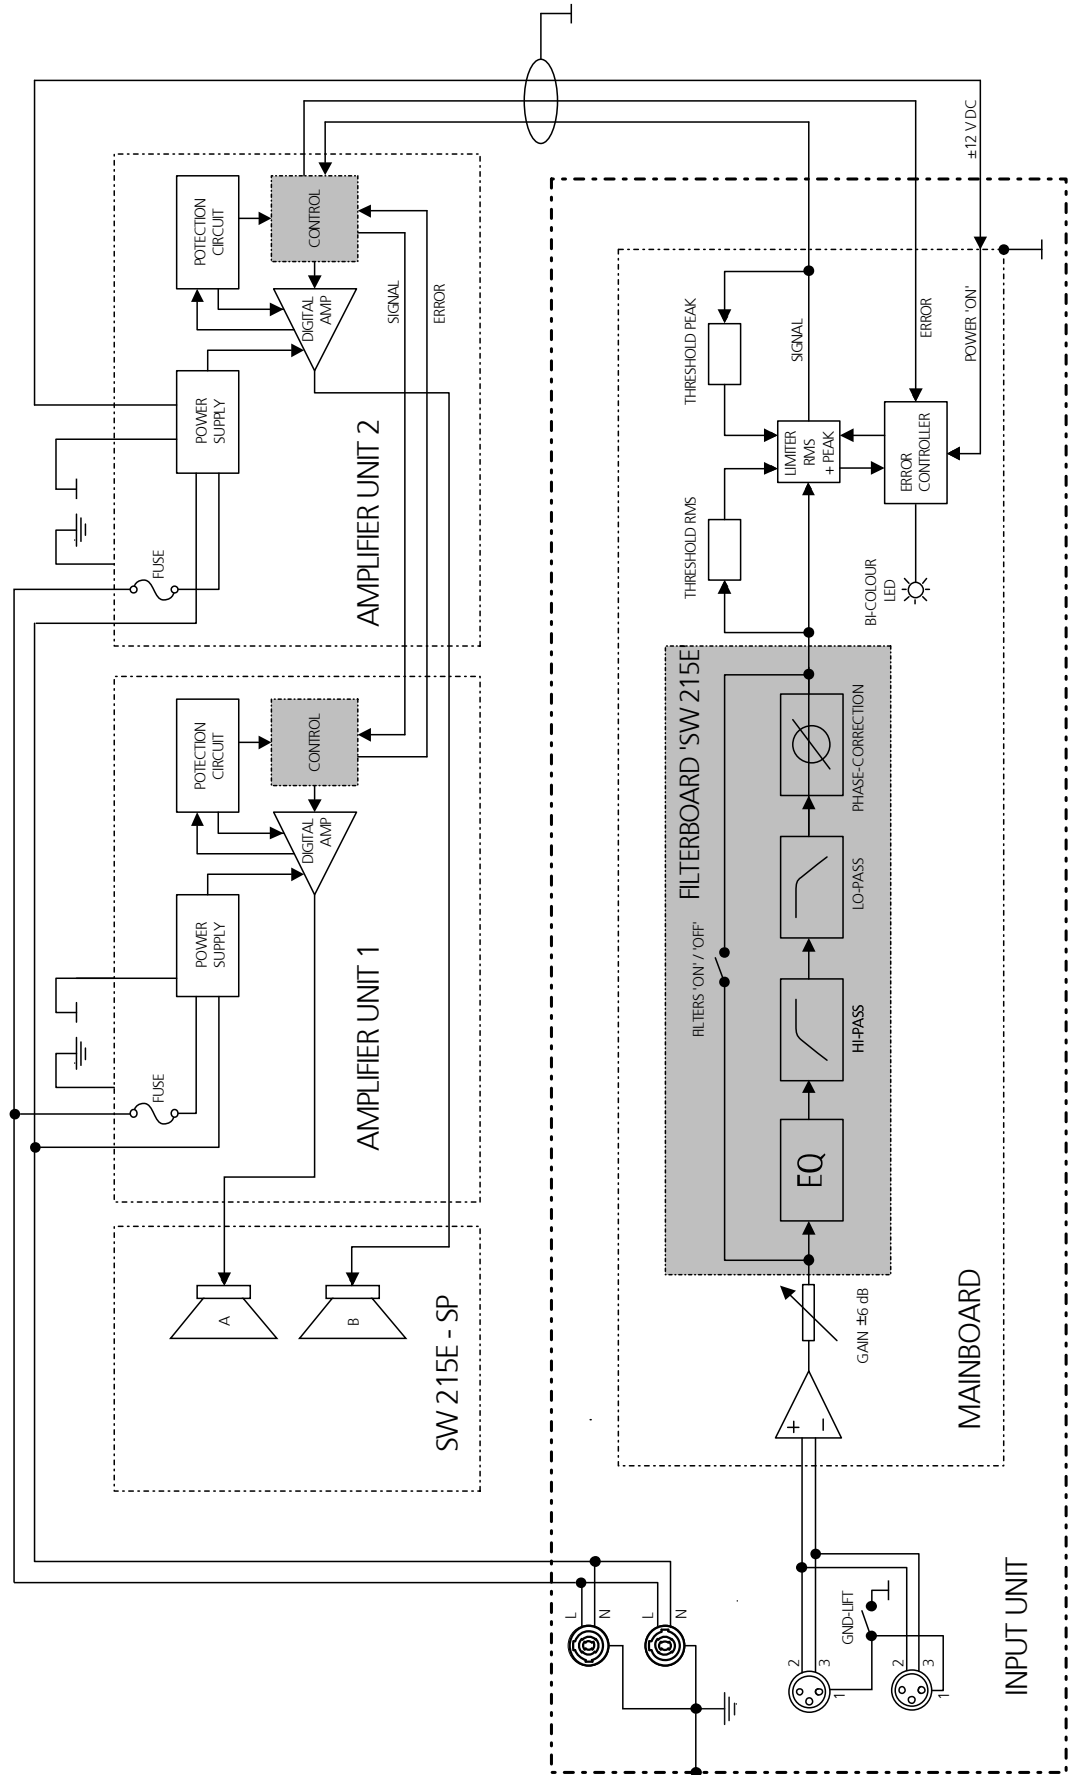 SW 215E - SP
A
B
AMPLIFIER UNIT 1
FUSE
POWER
SUPPLY
DIGITAL
AMP
POTECTION
CIRCUIT
CONTROL
AMPLIFIER UNIT 2
FUSE
POWER
SUPPLY
DIGITAL
AMP
POTECTION
CIRCUIT
CONTROL
SIGNAL
ERROR
INPUT UNIT
L
N
L
N
2
3
1
GND-LIFT
2
3
1
MAINBOARD
+
–
GAIN ±6 dB
FILTERBOARD 'SW 215E
FILTERS 'ON' / 'OFF'
EQ
HI-PASS
LO-PASS
PHASE-CORRECTION
THRESHOLD RMS
THRESHOLD PEAK
LIMITER
RMS
+ PEAK
SIGNAL
BI-COLOUR
LED
ERROR
CONTROLLER
ERROR
POWER 'ON'
±12 V DC